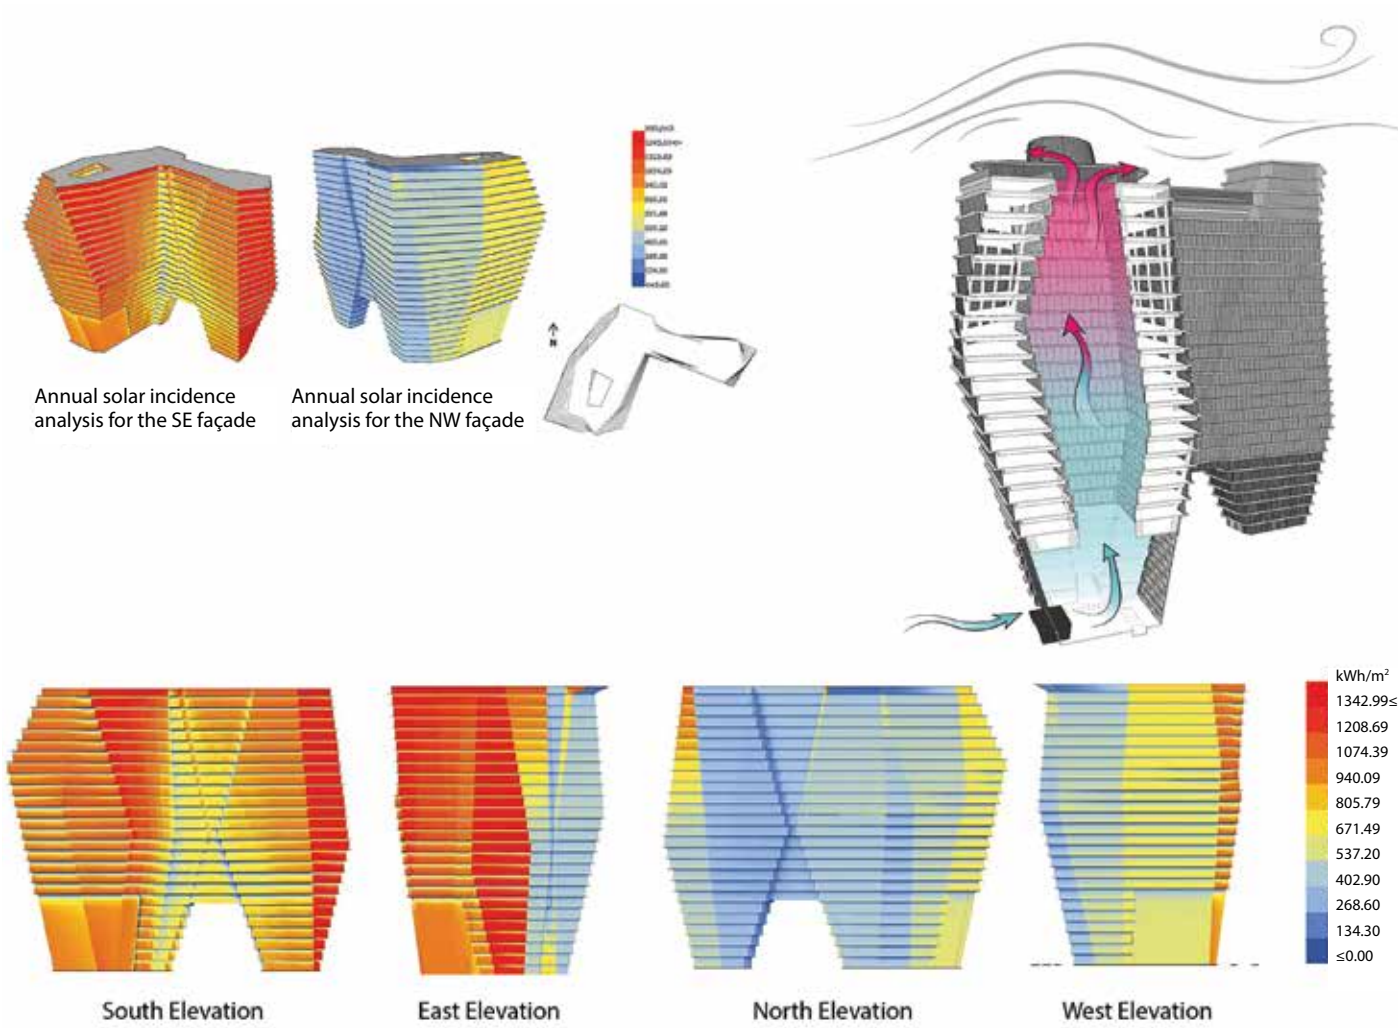 N
Annual solar incidence
analysis for the SE façade
Annual solar incidence
analysis for the NW façade
kWh/m²
1342.99≤
1208.69
1074.39
940.09
805.79
671.49
537.20
402.90
268.60
134.30
≤0.00
South Elevation
East Elevation
North Elevation
West Elevation